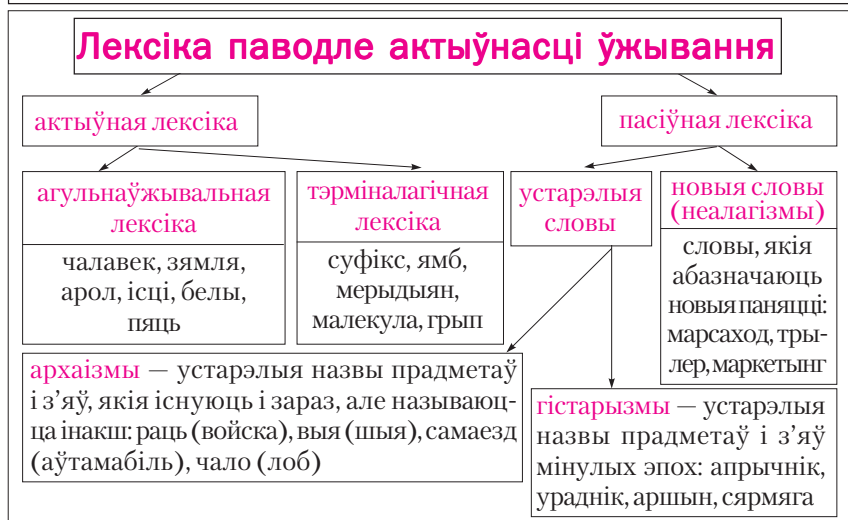 Лексіка паводле актыўнасці ўжывання
актыўная лексіка
пасіўная лексіка
агульнаўжывальная
лексіка
чалавек, зямля,
арол, ісці, белы,
пяць
тэрміналагічная
лексіка
суфікс, ямб,
мерыдыян,
малекула, грып
устарэлыя
словы
новыя словы
(неалагізмы)
словы, якія
абазначаюць
новыя паняцці:
марсаход, тры-
лер, маркетынг
архаізмы — устарэлыя назвы прадметаў
і з’яў, якія існуюць і зараз, але называюц-
ца інакш: раць (войска), выя (шыя), самаезд
(аўтамабіль), чало (лоб)
гістарызмы — устарэлыя
назвы прадметаў і з’яў
мінулых эпох: апрычнік,
ураднік, аршын, сярмяга